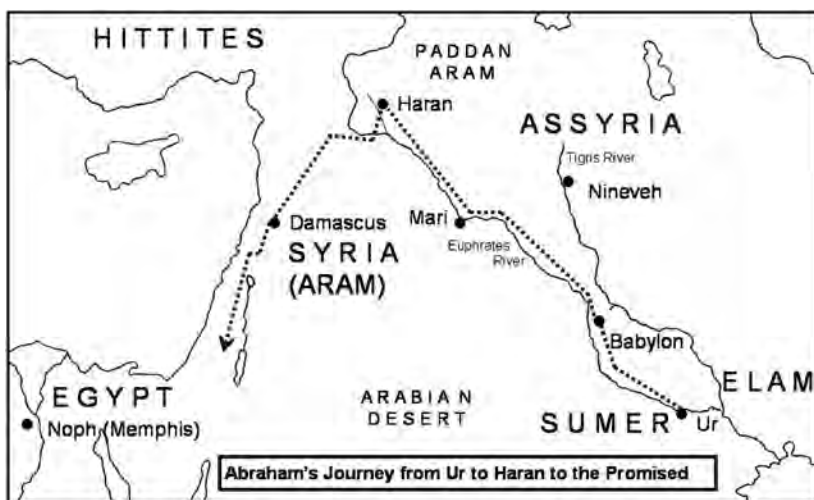 HITTITES
PADDAN
ARAM
Haran
ASSYRIA
Tigris River
Nineveh
Damascus
Mari
SYRIA
(ARAM)
Euphrates
River
Babylon
EGYPT
Noph (Memphis)
ARABIAN
DESERT
ELAM
SUMER
Ur
Abraham's Journey from Ur to Haran to the Promised